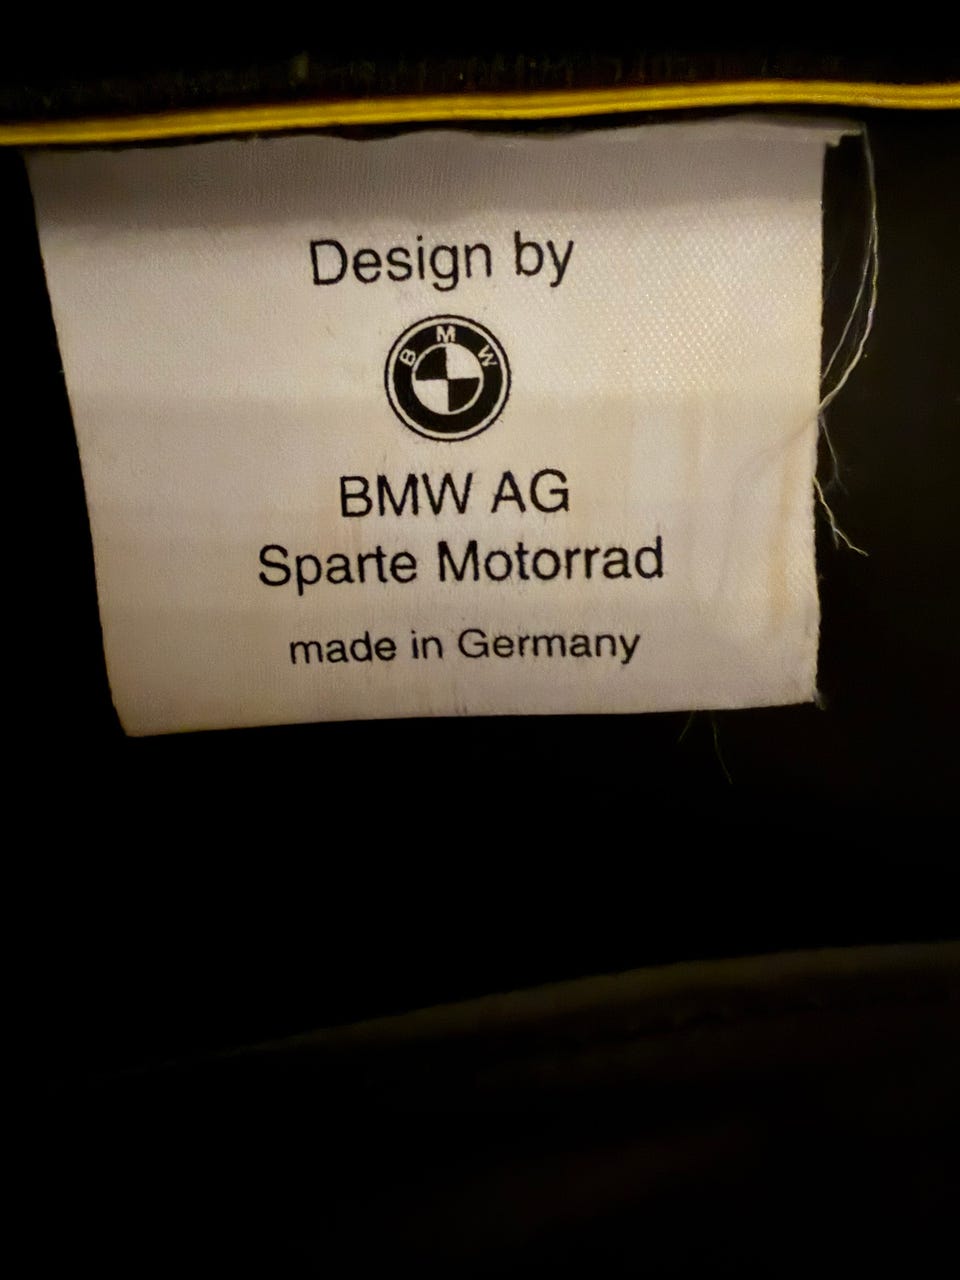 Design by
BMW
BMW AG
Sparte Motorrad
made in Germany